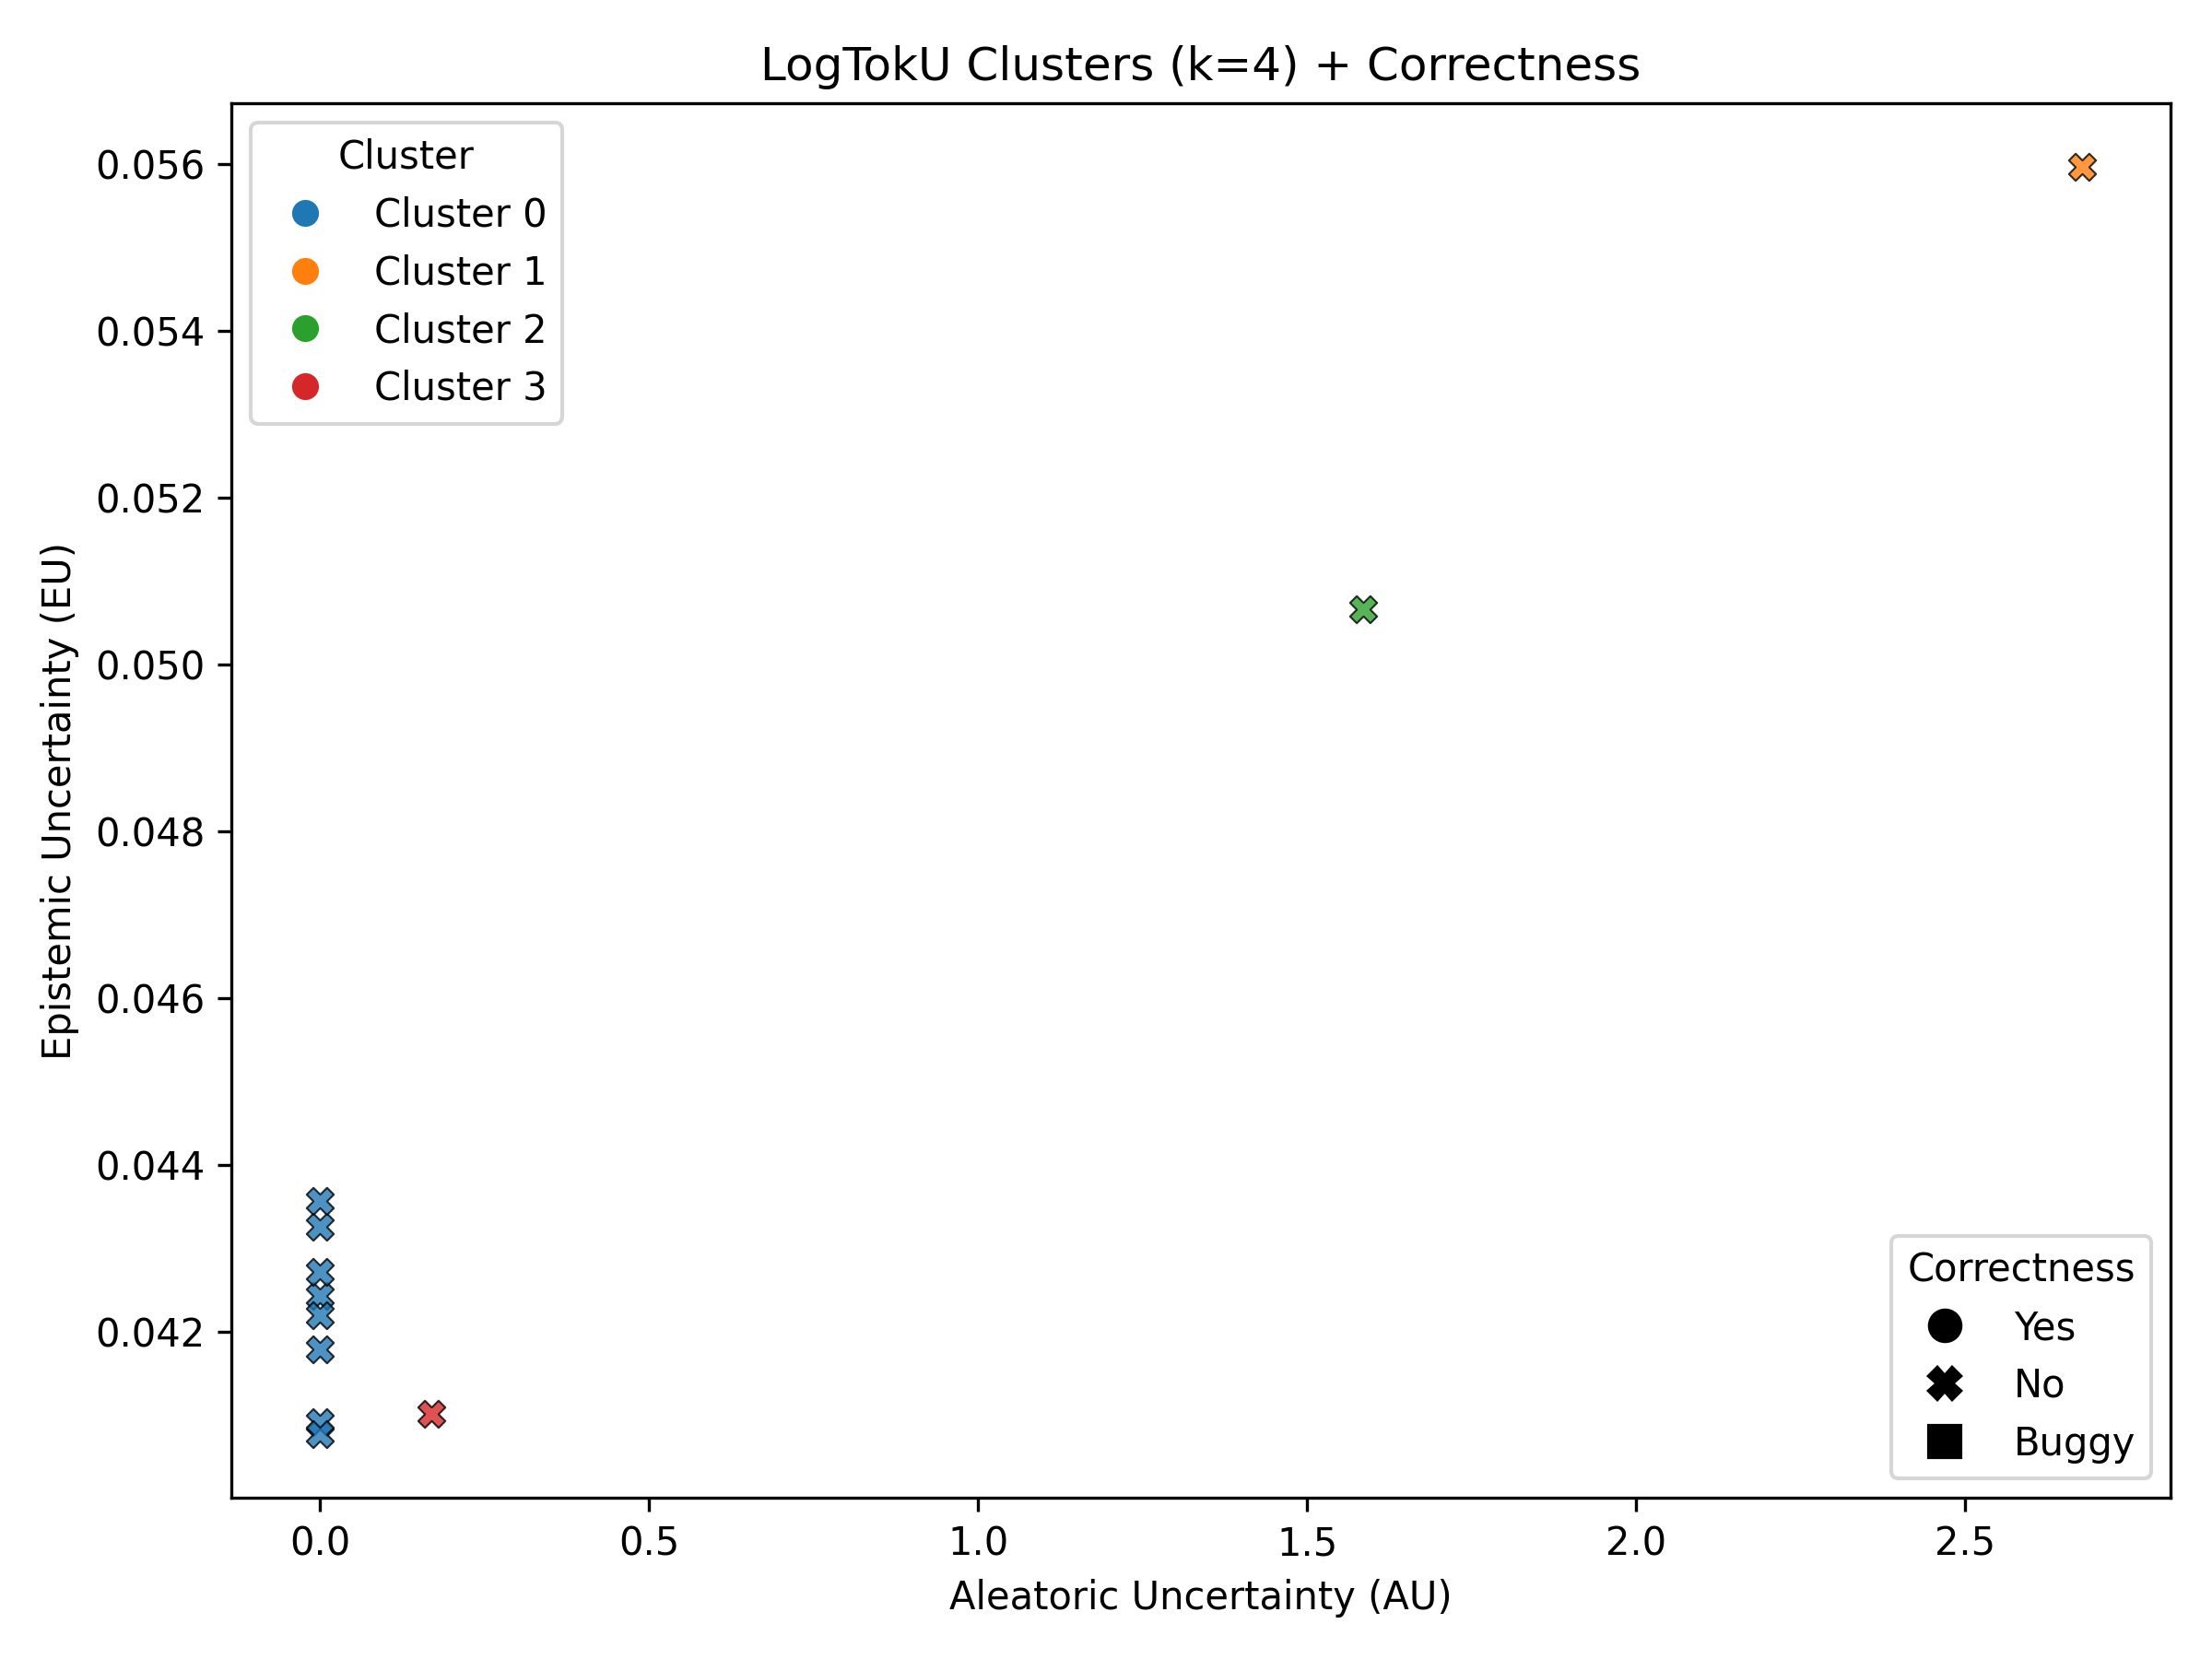 LogTokU Clusters (k=4) + Correctness
Cluster
Cluster 0
Cluster 1
Cluster 2
Cluster 3
Epistemic Uncertainty (EU)
0.056
0.054
0.052
0.050
0.048
0.046
0.044
0.042
Correctness
Yes
No
Buggy
0.0
0.5
1.0
1.5
2.0
2.5
Aleatoric Uncertainty (AU)